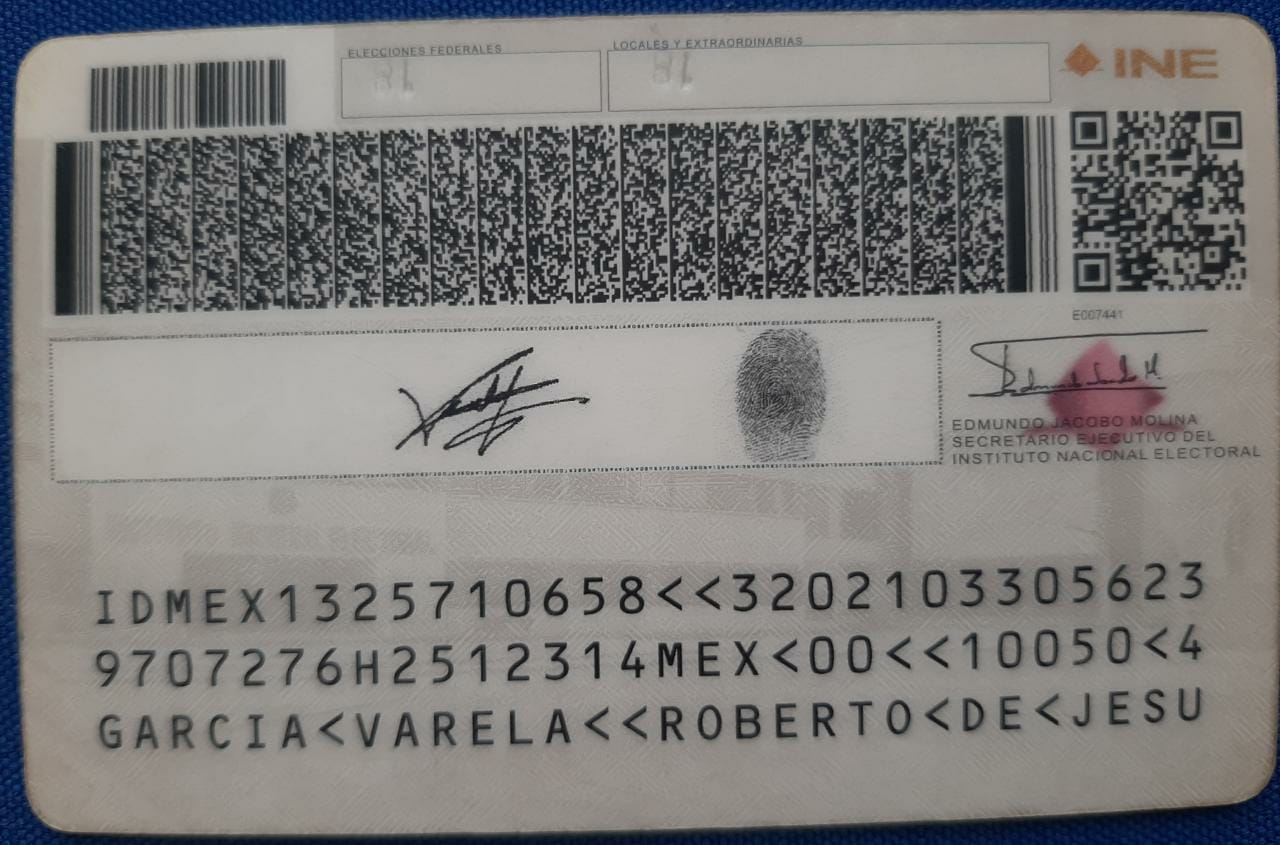 ELECCIONES FEDERALES
LOCALES Y EXTRAORDINARIAS
INE
18
18
E007441
EDMUNDO JACOBO MOLINA
SECRETARIO EJECUTIVO DEL
INSTITUTO NACIONAL ELECTORAL
IDMEX1325710658<<3202103305623
9707276H2512314MEX<00<<10050<4
GARCIA<VARELA<<ROBERTO<DE<JESU